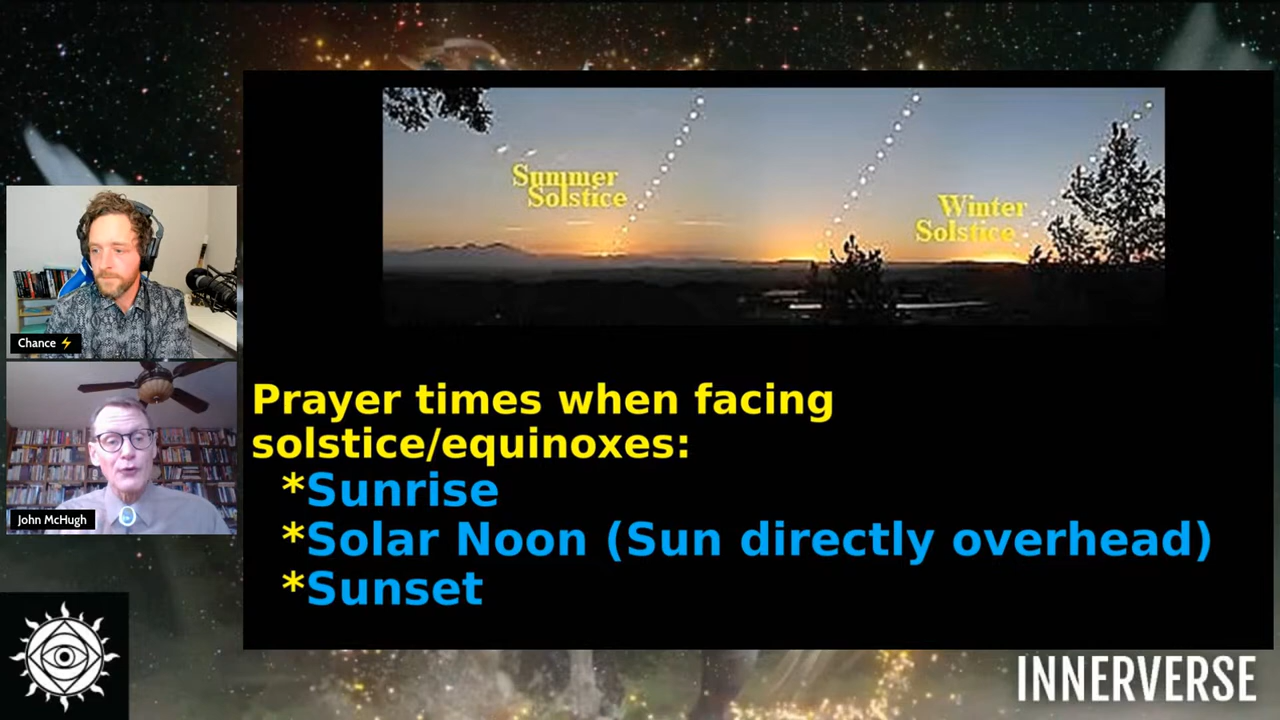 Summer
Solstice
Winter
Solstice
Chance ⚡
John McHugh
Prayer times when facing
solstice/equinoxes:
*Sunrise
*Solar Noon (Sun directly overhead)
*Sunset
INNERVERSE